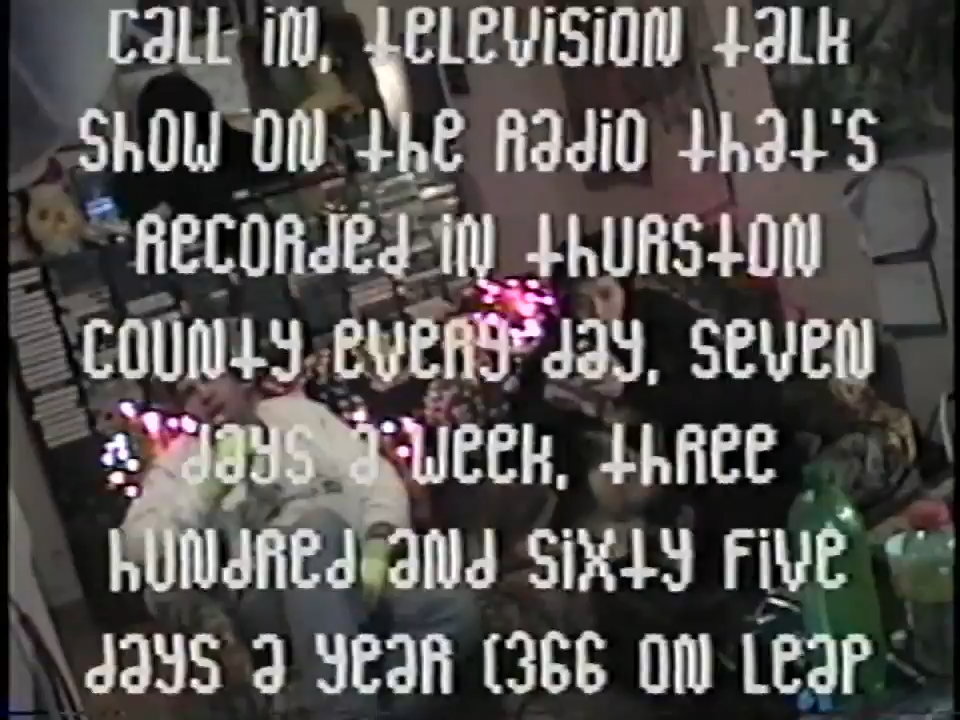 Call in, television talk
show on the radio that's
recorded in Thurston
county every day, seven
days a week, three
hundred and sixty five
days a year (366 on leap